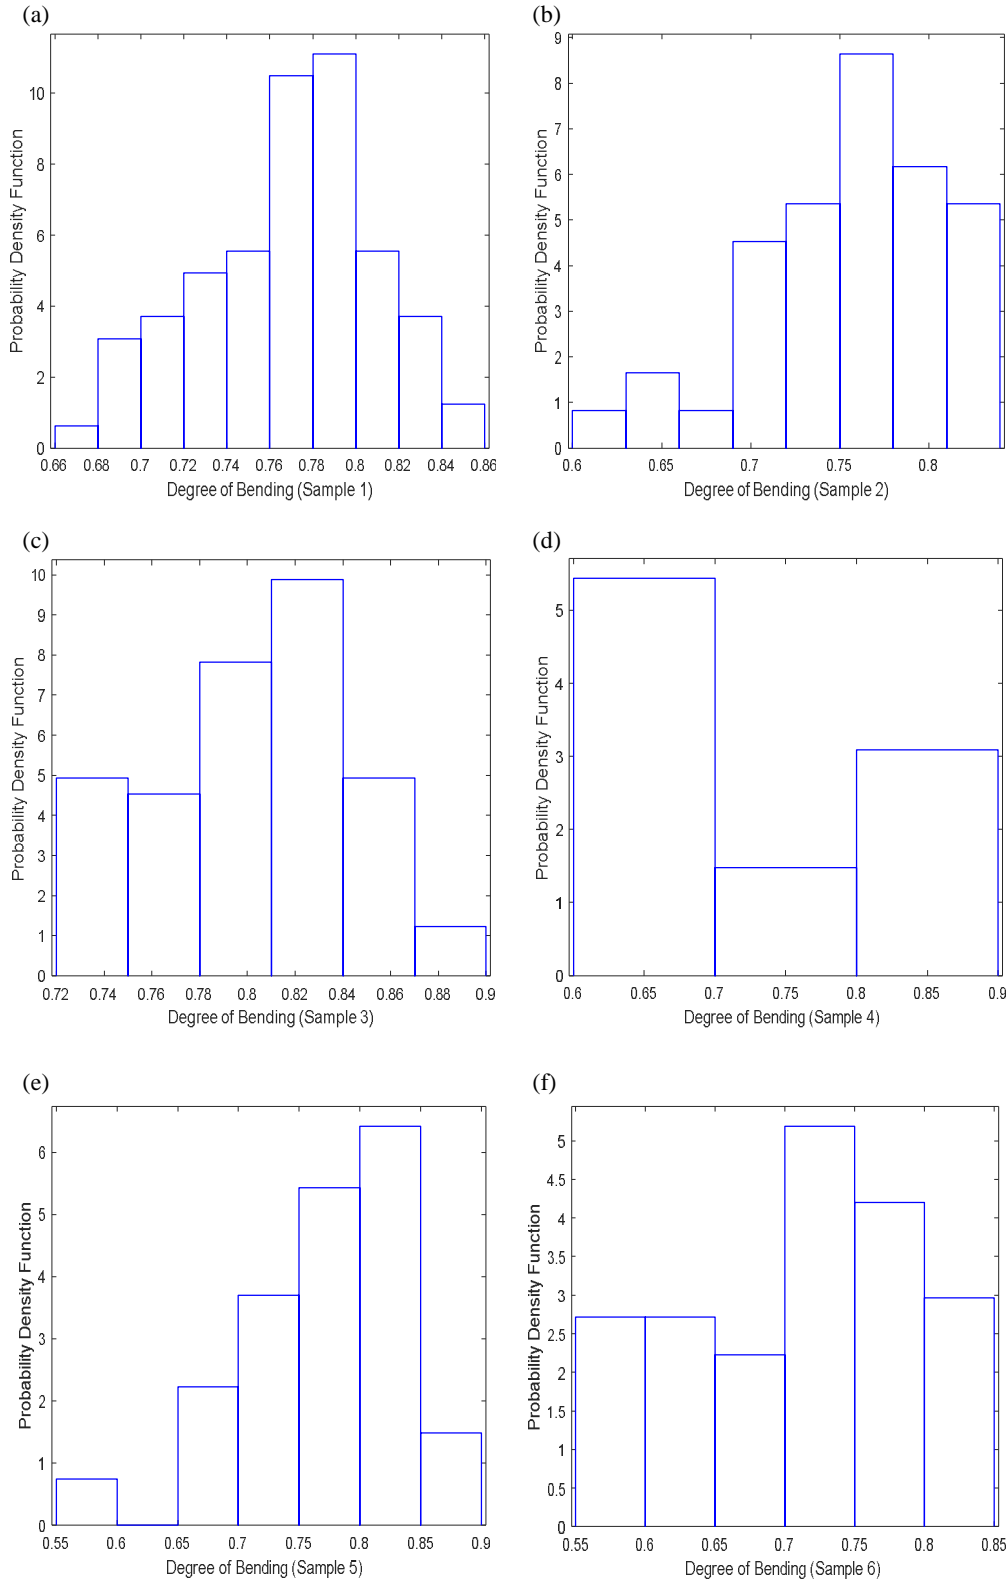 (a)
(b)
Probability Density Function
10
8
6
4
2
0
0.66 0.68 0.7 0.72 0.74 0.76 0.78 0.8 0.82 0.84 0.86
Degree of Bending (Sample 1)
Probability Density Function
9
8
7
6
5
4
3
2
1
0
0.6 0.65 0.7 0.75 0.8
Degree of Bending (Sample 2)
(c)
(d)
Probability Density Function
10
9
8
7
6
5
4
3
2
1
0
0.72 0.74 0.76 0.78 0.8 0.82 0.84 0.86 0.88 0.9
Degree of Bending (Sample 3)
Probability Density Function
5
4
3
2
1
0
0.6 0.65 0.7 0.75 0.8 0.85 0.9
Degree of Bending (Sample 4)
(e)
(f)
Probability Density Function
6
5
4
3
2
1
0
0.55 0.6 0.65 0.7 0.75 0.8 0.85 0.9
Degree of Bending (Sample 5)
Probability Density Function
5
4.5
4
3.5
3
2.5
2
1.5
1
0.5
0
0.55 0.6 0.65 0.7 0.75 0.8 0.85
Degree of Bending (Sample 6)